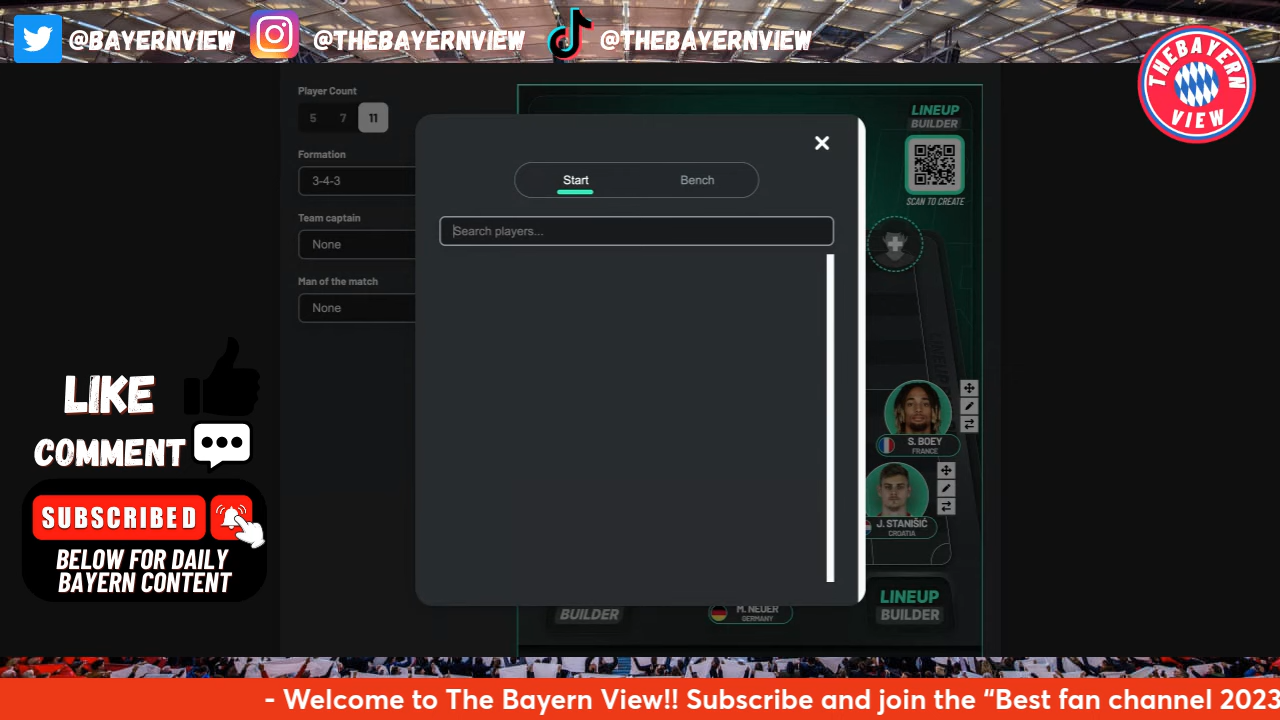 @BAYERNVIEW @THEBAYERNVIEW @THEBAYERNVIEW
THEBAYERN
VIEW
Player Count
5 7 11
Formation
3-4-3
Team captain
None
Man of the match
None
Start Bench
Search players...
LINEUP
BUILDER
SCAN TO CREATE
S. BOEY
FRANCE
J. STANIŠIĆ
CROATIA
BUILDER
M. NEUER
GERMANY
LINEUP
BUILDER
LIKE
COMMENT
SUBSCRIBED
BELOW FOR DAILY
BAYERN CONTENT
- Welcome to The Bayern View!! Subscribe and join the “Best fan channel 2023